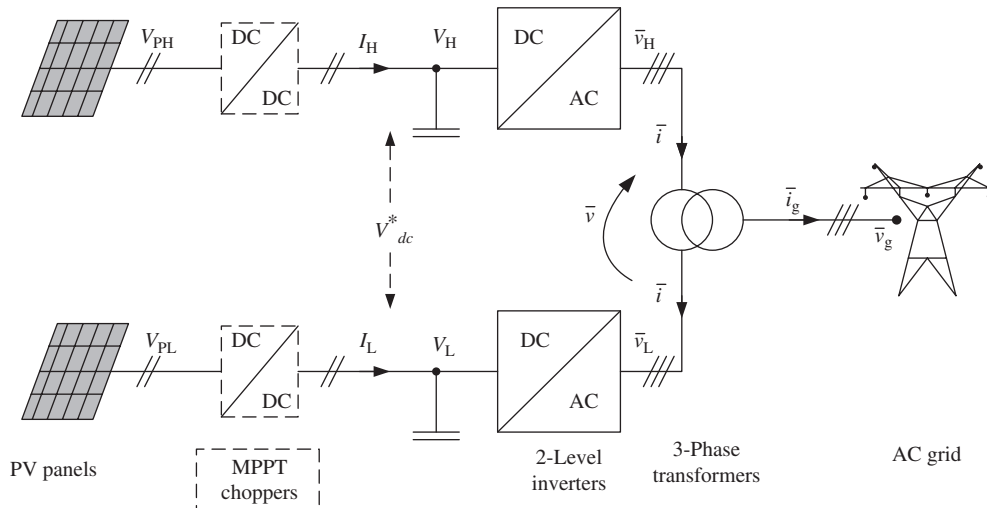 V_PH
DC
DC
I_H
V_H
DC
AC
v̅_H
i̅
v̅
V*_dc
i̅_g
v̅_g
i̅
V_PL
DC
DC
I_L
V_L
DC
AC
v̅_L
PV panels
MPPT
choppers
2-Level
inverters
3-Phase
transformers
AC grid